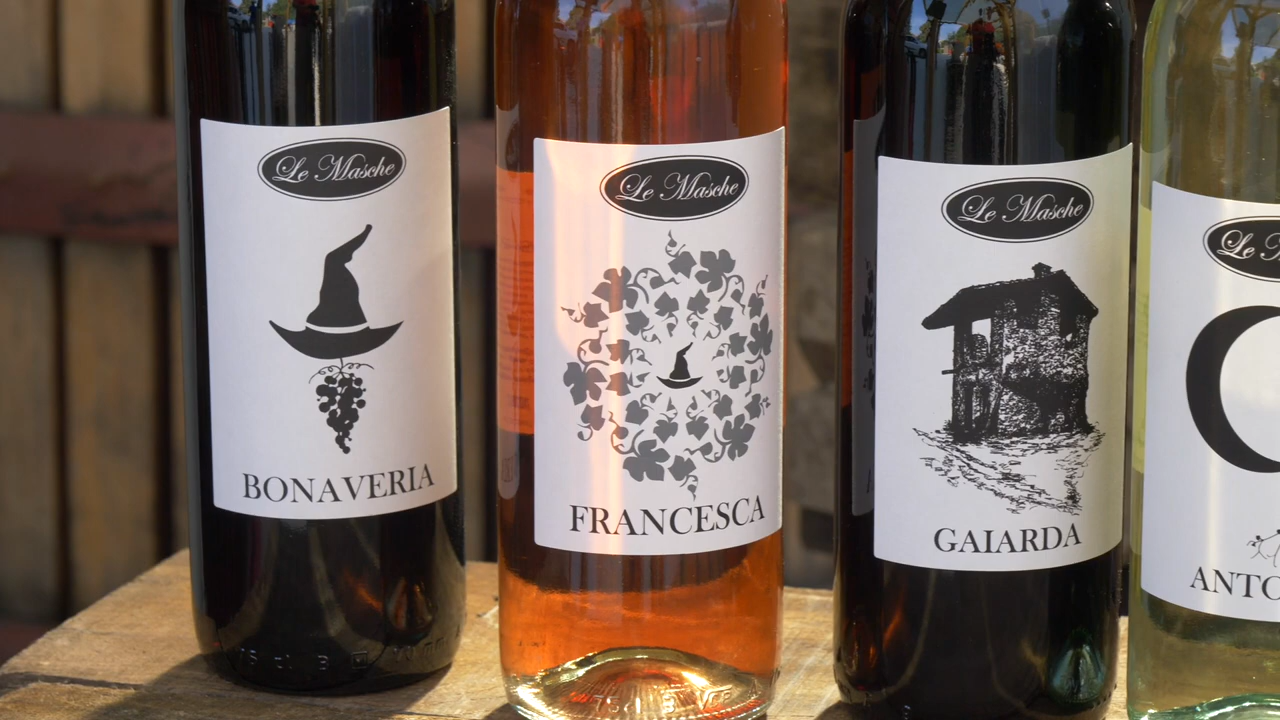 Le Masche
BONAVERIA
Le Masche
FRANCESCA
Le Masche
GAIARDA
Le
ANTO